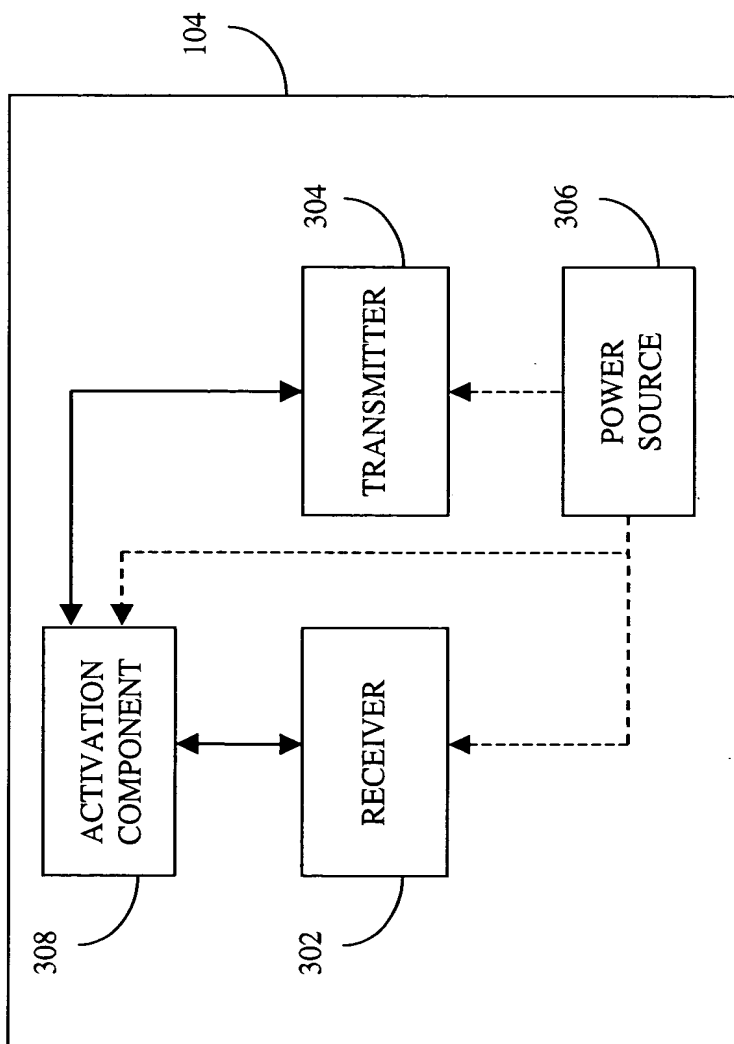 104
308
ACTIVATION
COMPONENT
302
RECEIVER
304
TRANSMITTER
306
POWER
SOURCE